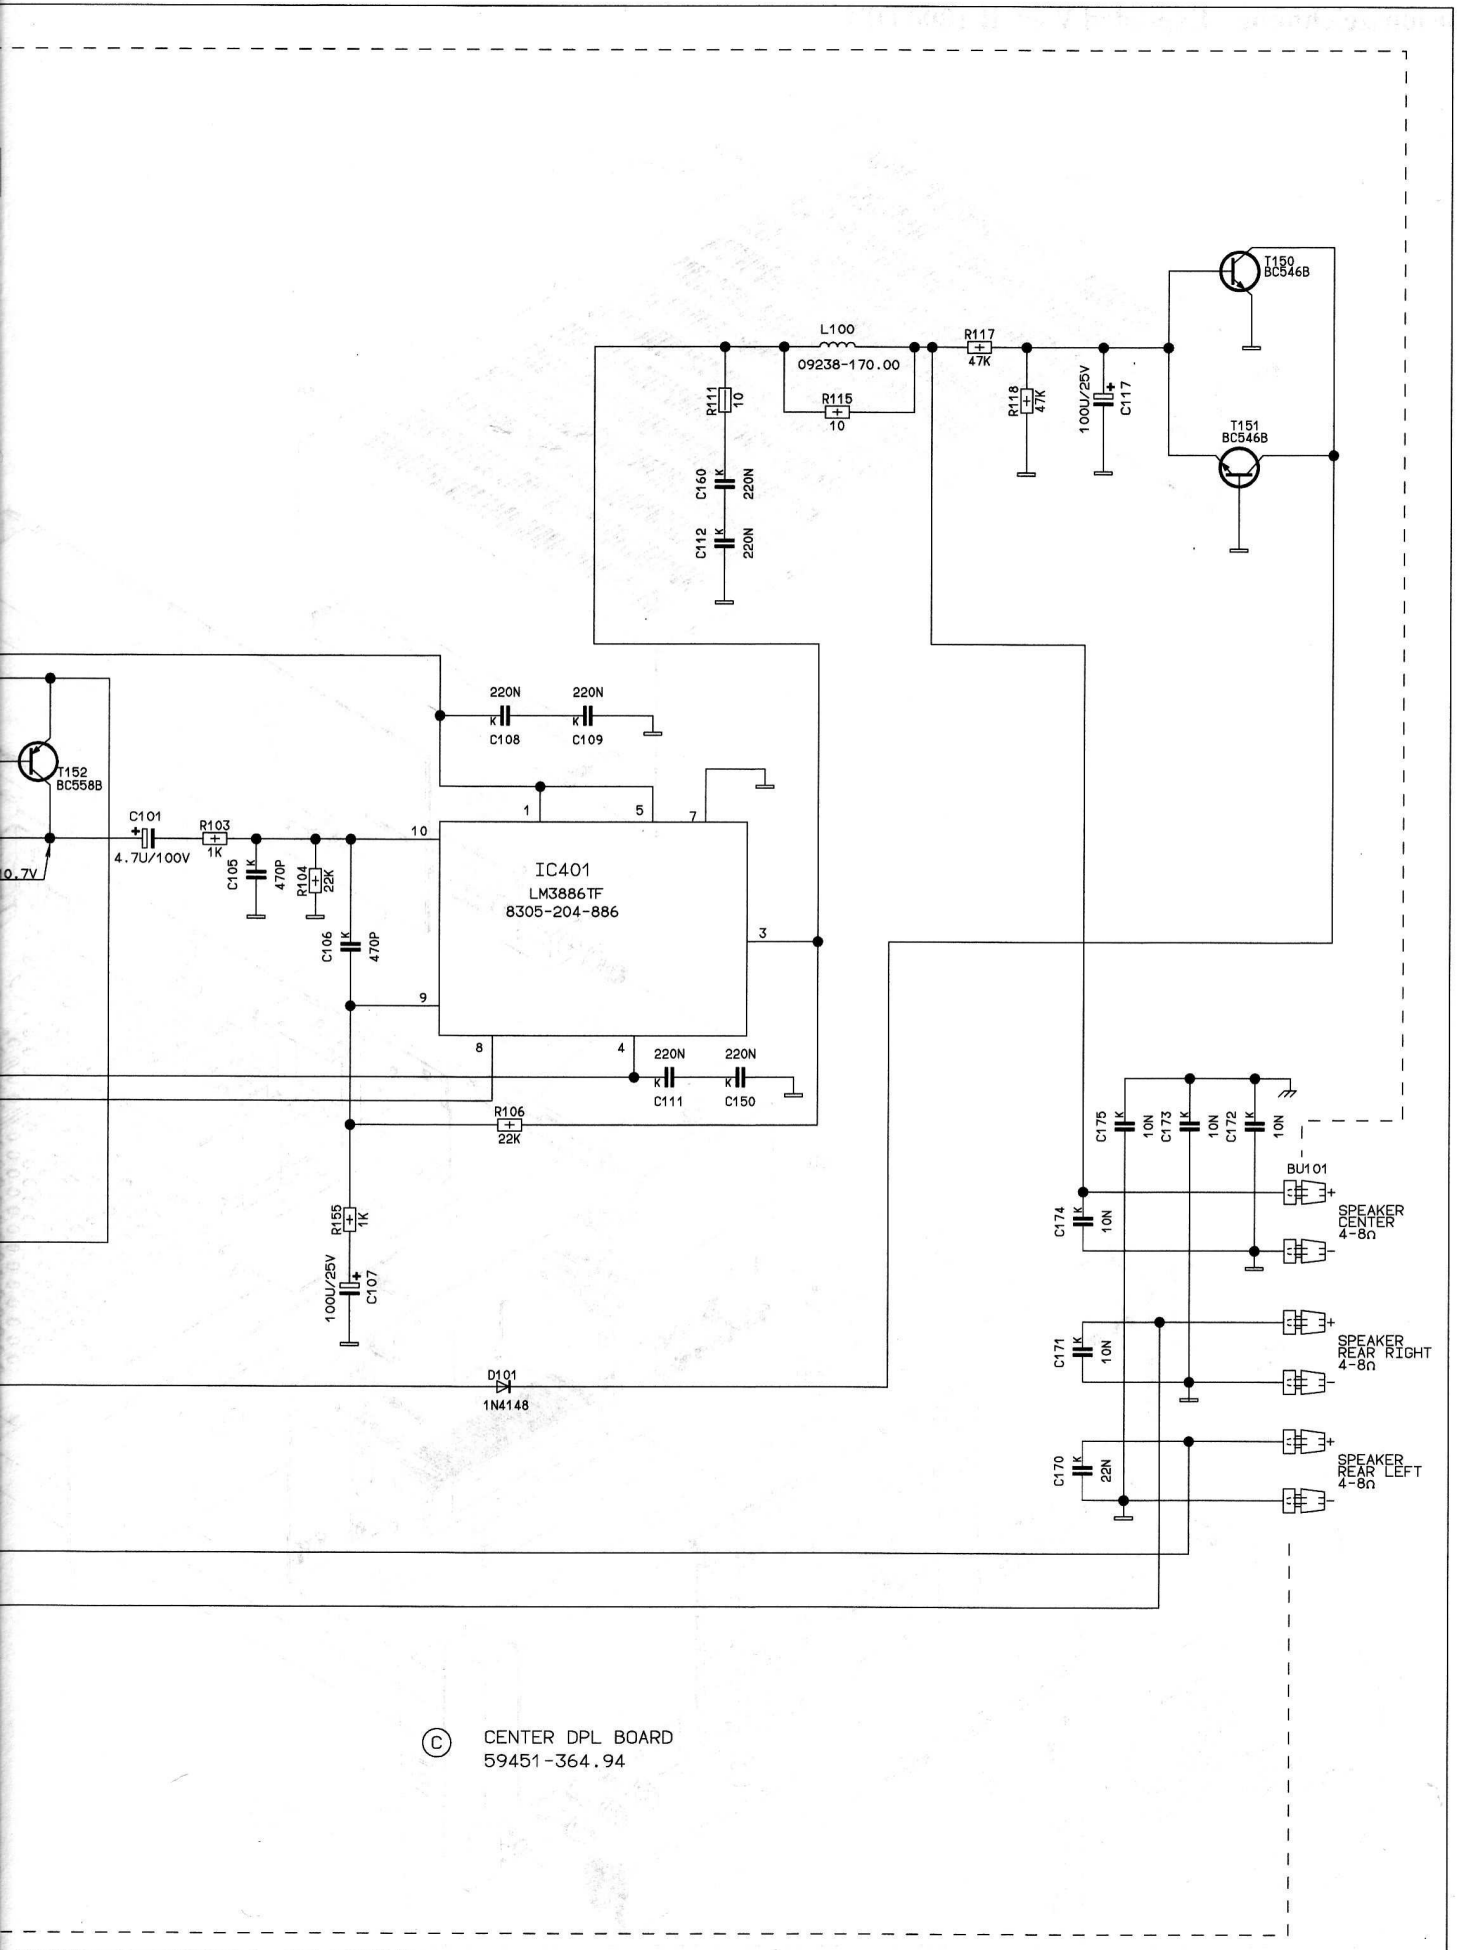 T150
BC546B
L100
09238-170.00
R115
10
R111
10
R117
47K
R118
47K
100U/25V
+
C117
T151
BC546B
C160
K
220N
C112
K
220N
220N
K
C108
220N
K
C109
T152
BC558B
C101
+
4.7U/100V
R103
1K
C105
K
470P
R104
22K
C106
K
470P
0.7V
1
5
7
10
IC401
LM3886TF
8305-204-886
3
9
8
4
220N
K
C111
220N
K
C150
R106
22K
R155
1K
100U/25V
+
C107
D101
1N4148
C175
K
10N
C173
K
10N
C172
K
10N
BU101
+
SPEAKER
CENTER
4-8Ω
-
C174
K
10N
+
SPEAKER
REAR RIGHT
4-8Ω
-
C171
K
10N
+
SPEAKER
REAR LEFT
4-8Ω
-
C170
K
22N
C
CENTER DPL BOARD
59451-364.94